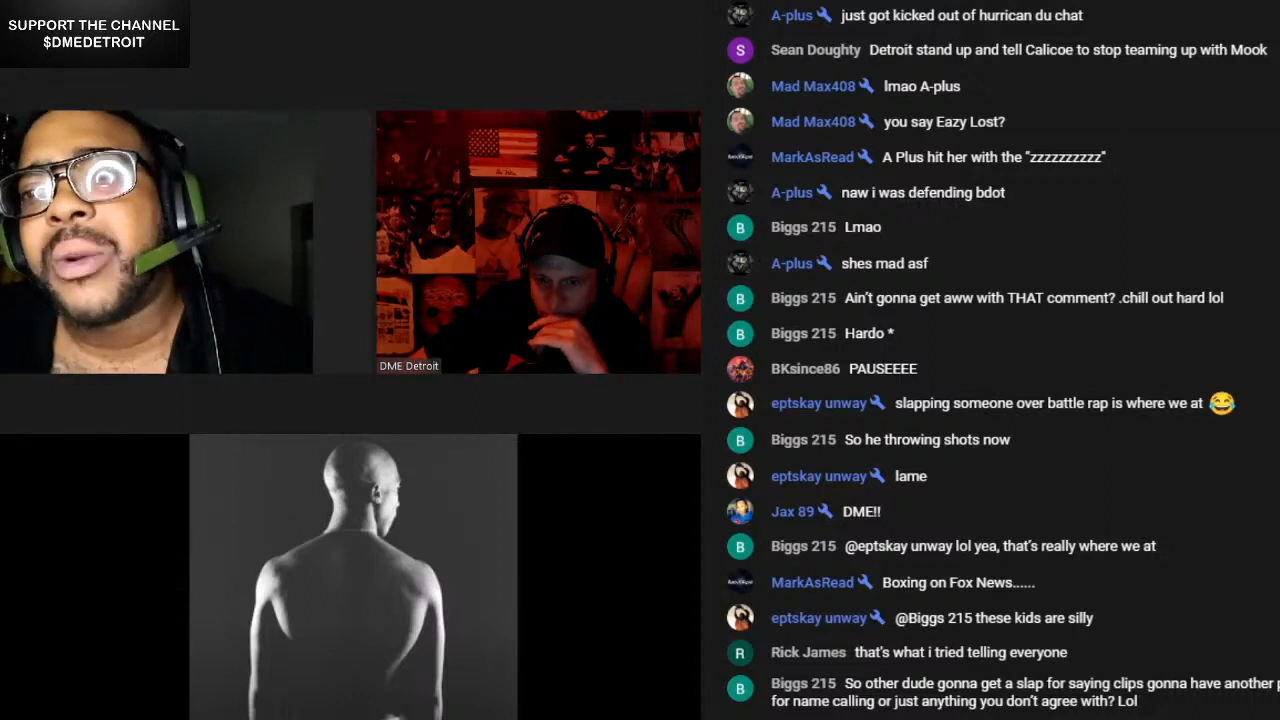 SUPPORT THE CHANNEL
$DMEDETROIT
DME Detroit
A-plus just got kicked out of hurrican du chat
Sean Doughty Detroit stand up and tell Calicoe to stop teaming up with Mook
Mad Max408 lmao A-plus
Mad Max408 you say Eazy Lost?
MarkAsRead A Plus hit her with the "zzzzzzzzzz"
A-plus naw i was defending bdot
B Biggs 215 Lmao
A-plus shes mad asf
B Biggs 215 Ain't gonna get aww with THAT comment? .chill out hard lol
B Biggs 215 Hardo *
BKsince86 PAUSEEEE
eptskay unway slapping someone over battle rap is where we at 😂
B Biggs 215 So he throwing shots now
eptskay unway lame
Jax 89 DME!!
B Biggs 215 @eptskay unway lol yea, that's really where we at
MarkAsRead Boxing on Fox News......
eptskay unway @Biggs 215 these kids are silly
R Rick James that's what i tried telling everyone
B Biggs 215 So other dude gonna get a slap for saying clips gonna have another p
for name calling or just anything you don't agree with? Lol